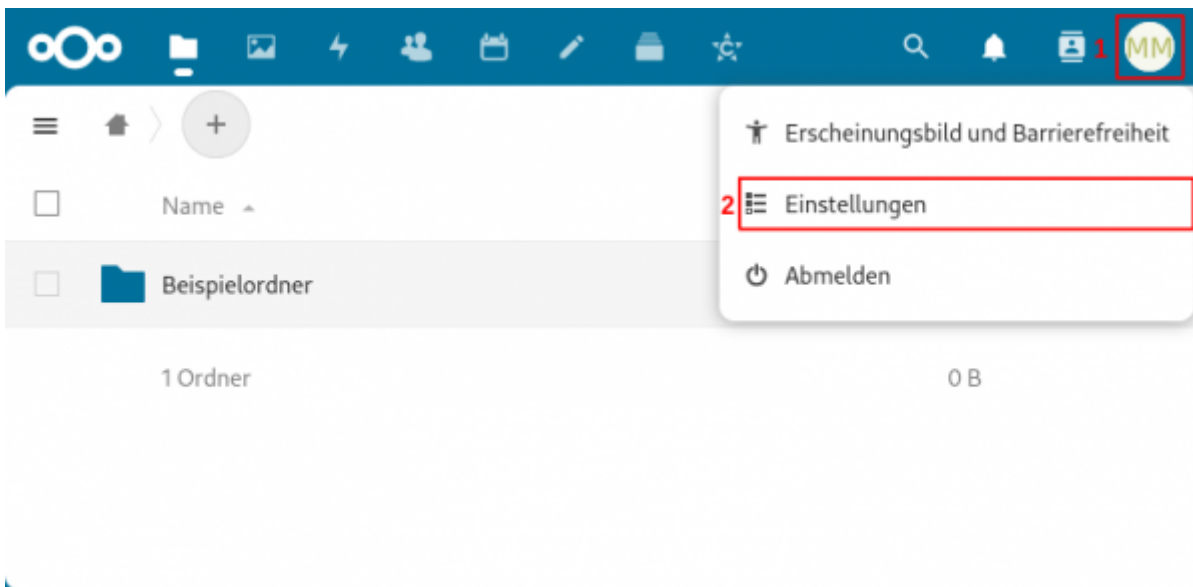 1 MM
Erscheinungsbild und Barrierefreiheit
Name
2 Einstellungen
Beispielordner
Abmelden
1 Ordner 0 B